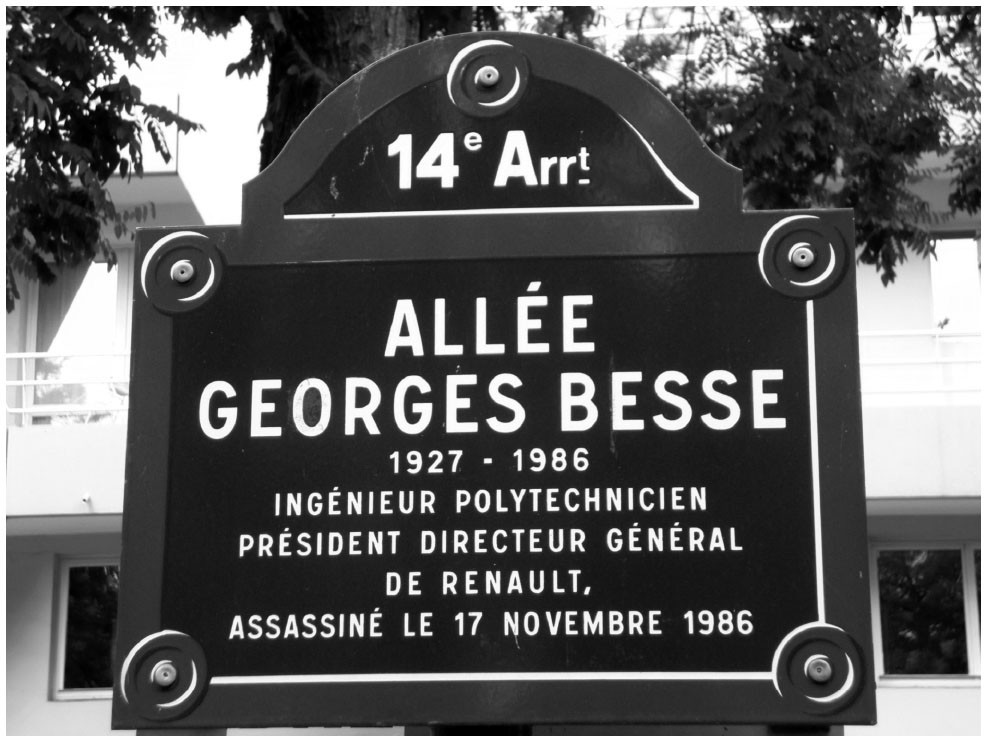 14e Arrt
ALLÉE
GEORGES BESSE
1927 - 1986
INGÉNIEUR POLYTECHNICIEN
PRÉSIDENT DIRECTEUR GÉNÉRAL
DE RENAULT,
ASSASSINÉ LE 17 NOVEMBRE 1986